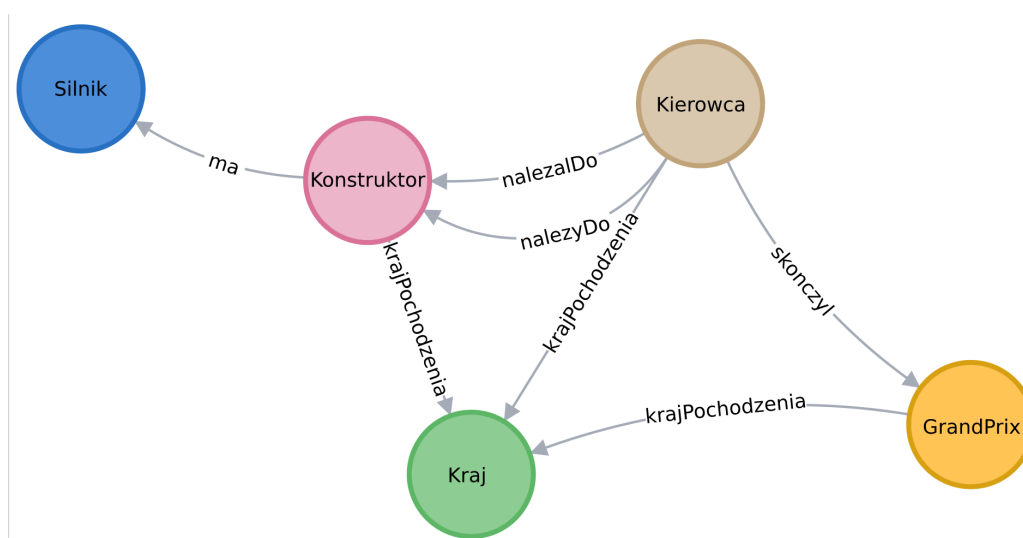 Silnik
Kierowca
ma
nalezalDo
Konstruktor
nalezyDo
krajPochodzenia
krajPochodzenia
skonczyl
krajPochodzenia
GrandPrix
Kraj